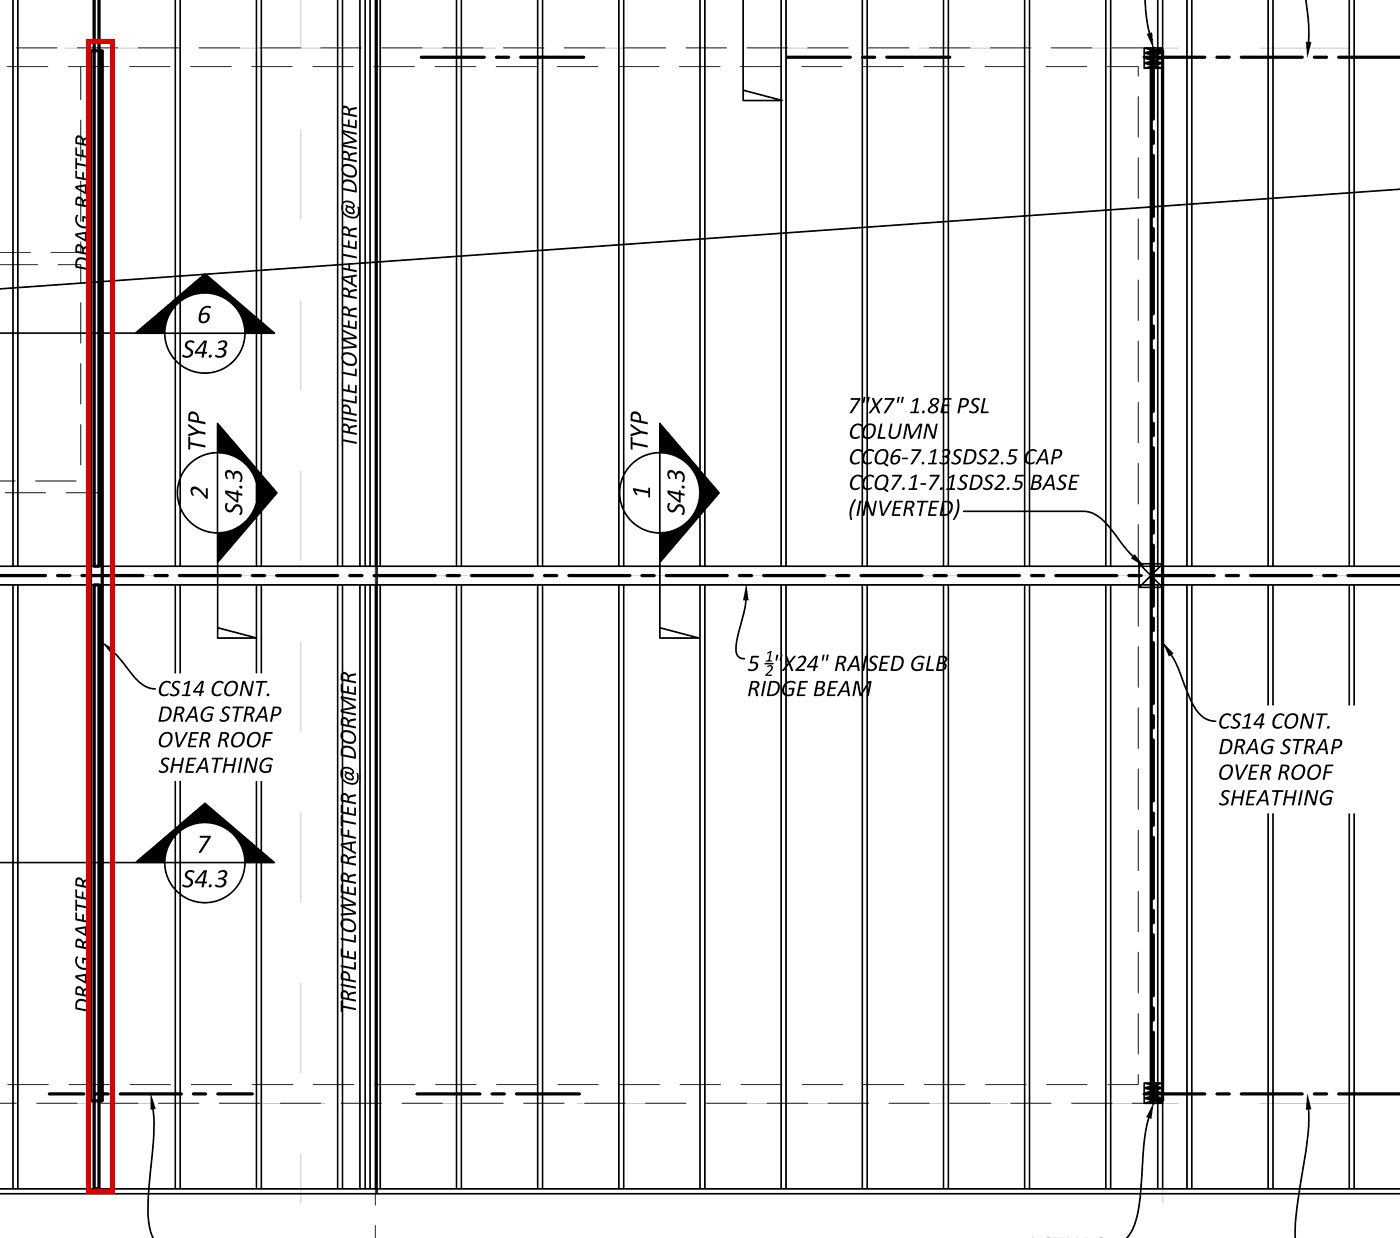 DRAG RAFTER
TRIPLE LOWER RAFTER @ DORMER
6
S4.3
TYP
2
S4.3
TYP
1
S4.3
7"X7" 1.8E PSL
COLUMN
CCQ6-7.13SDS2.5 CAP
CCQ7.1-7.1SDS2.5 BASE
(INVERTED)
5 1/2"X24" RAISED GLB
RIDGE BEAM
CS14 CONT.
DRAG STRAP
OVER ROOF
SHEATHING
CS14 CONT.
DRAG STRAP
OVER ROOF
SHEATHING
TRIPLE LOWER RAFTER @ DORMER
7
S4.3
DRAG RAFTER